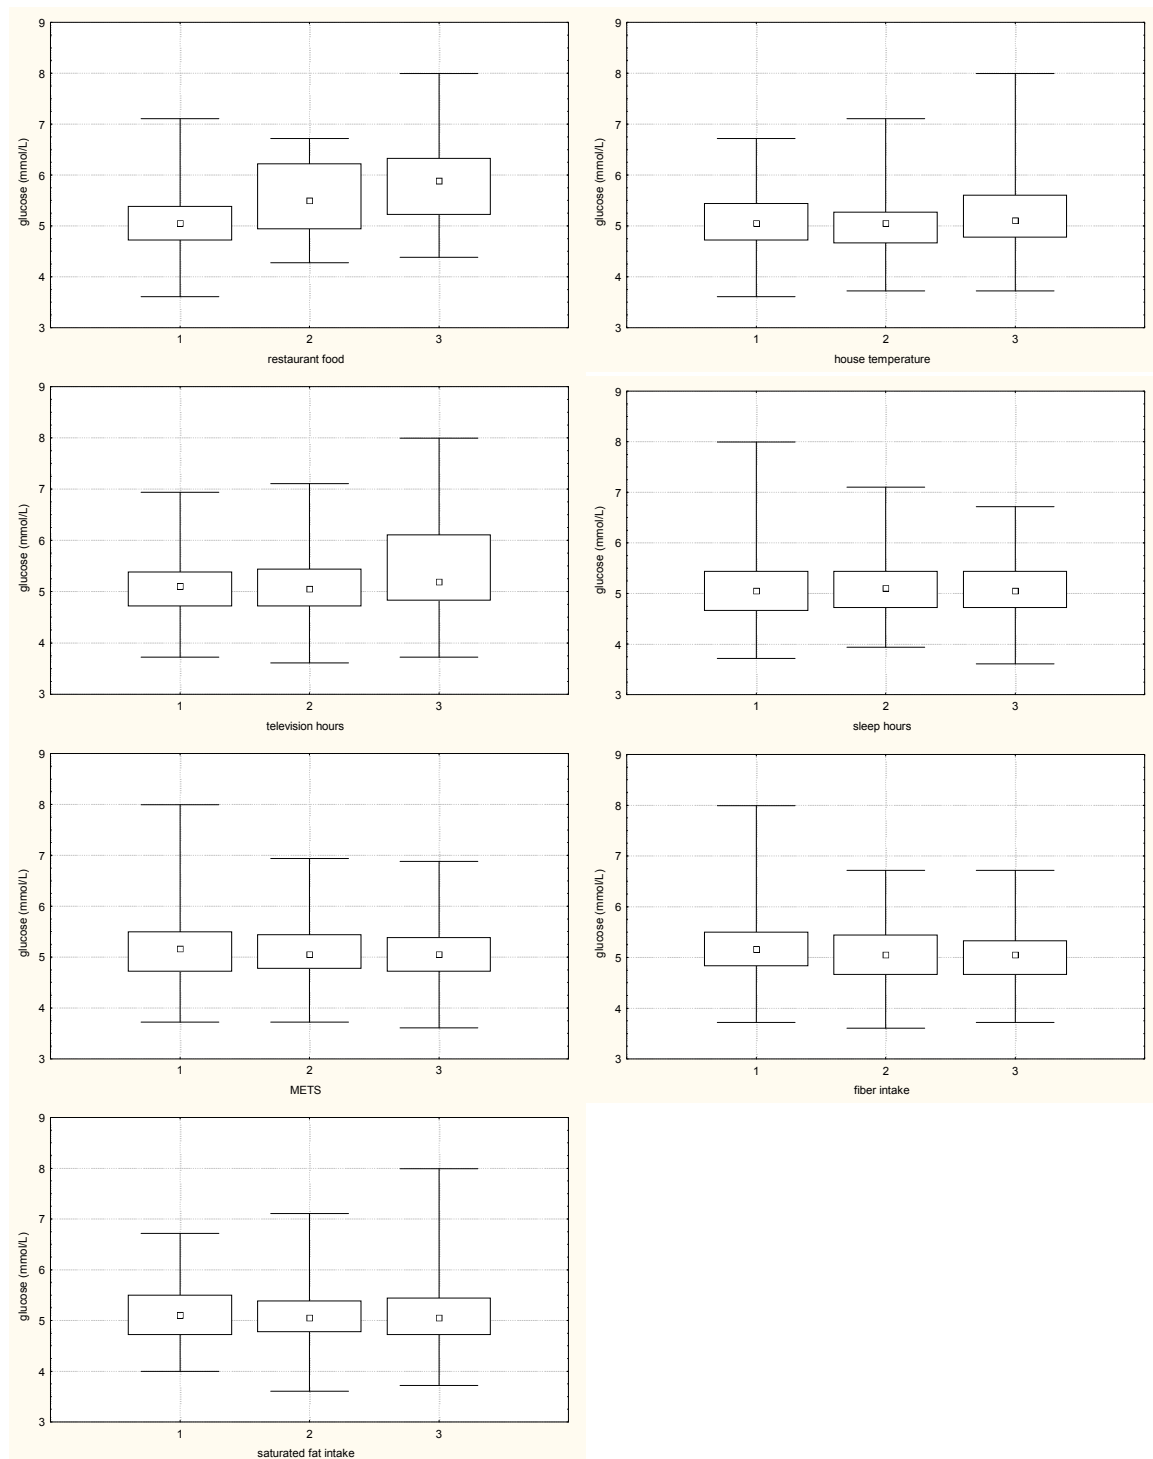 9
8
7
6
5
4
3
glucose (mmol/L)
1 2 3
restaurant food
9
8
7
6
5
4
3
glucose (mmol/L)
1 2 3
house temperature
9
8
7
6
5
4
3
glucose (mmol/L)
1 2 3
television hours
9
8
7
6
5
4
3
glucose (mmol/L)
1 2 3
sleep hours
9
8
7
6
5
4
3
glucose (mmol/L)
1 2 3
METS
9
8
7
6
5
4
3
glucose (mmol/L)
1 2 3
fiber intake
9
8
7
6
5
4
3
glucose (mmol/L)
1 2 3
saturated fat intake